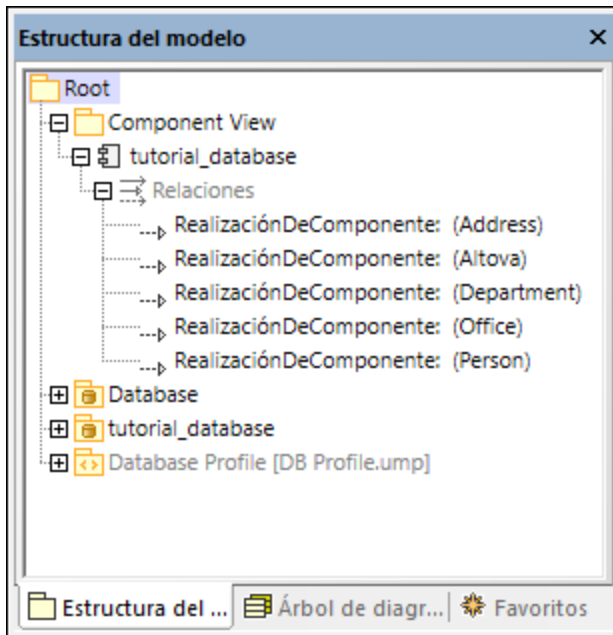 Estructura del modelo
Root
Component View
tutorial_database
Relaciones
RealizaciónDeComponente: (Address)
RealizaciónDeComponente: (Altova)
RealizaciónDeComponente: (Department)
RealizaciónDeComponente: (Office)
RealizaciónDeComponente: (Person)
Database
tutorial_database
Database Profile [DB Profile.ump]
Estructura del ... Árbol de diagr... Favoritos